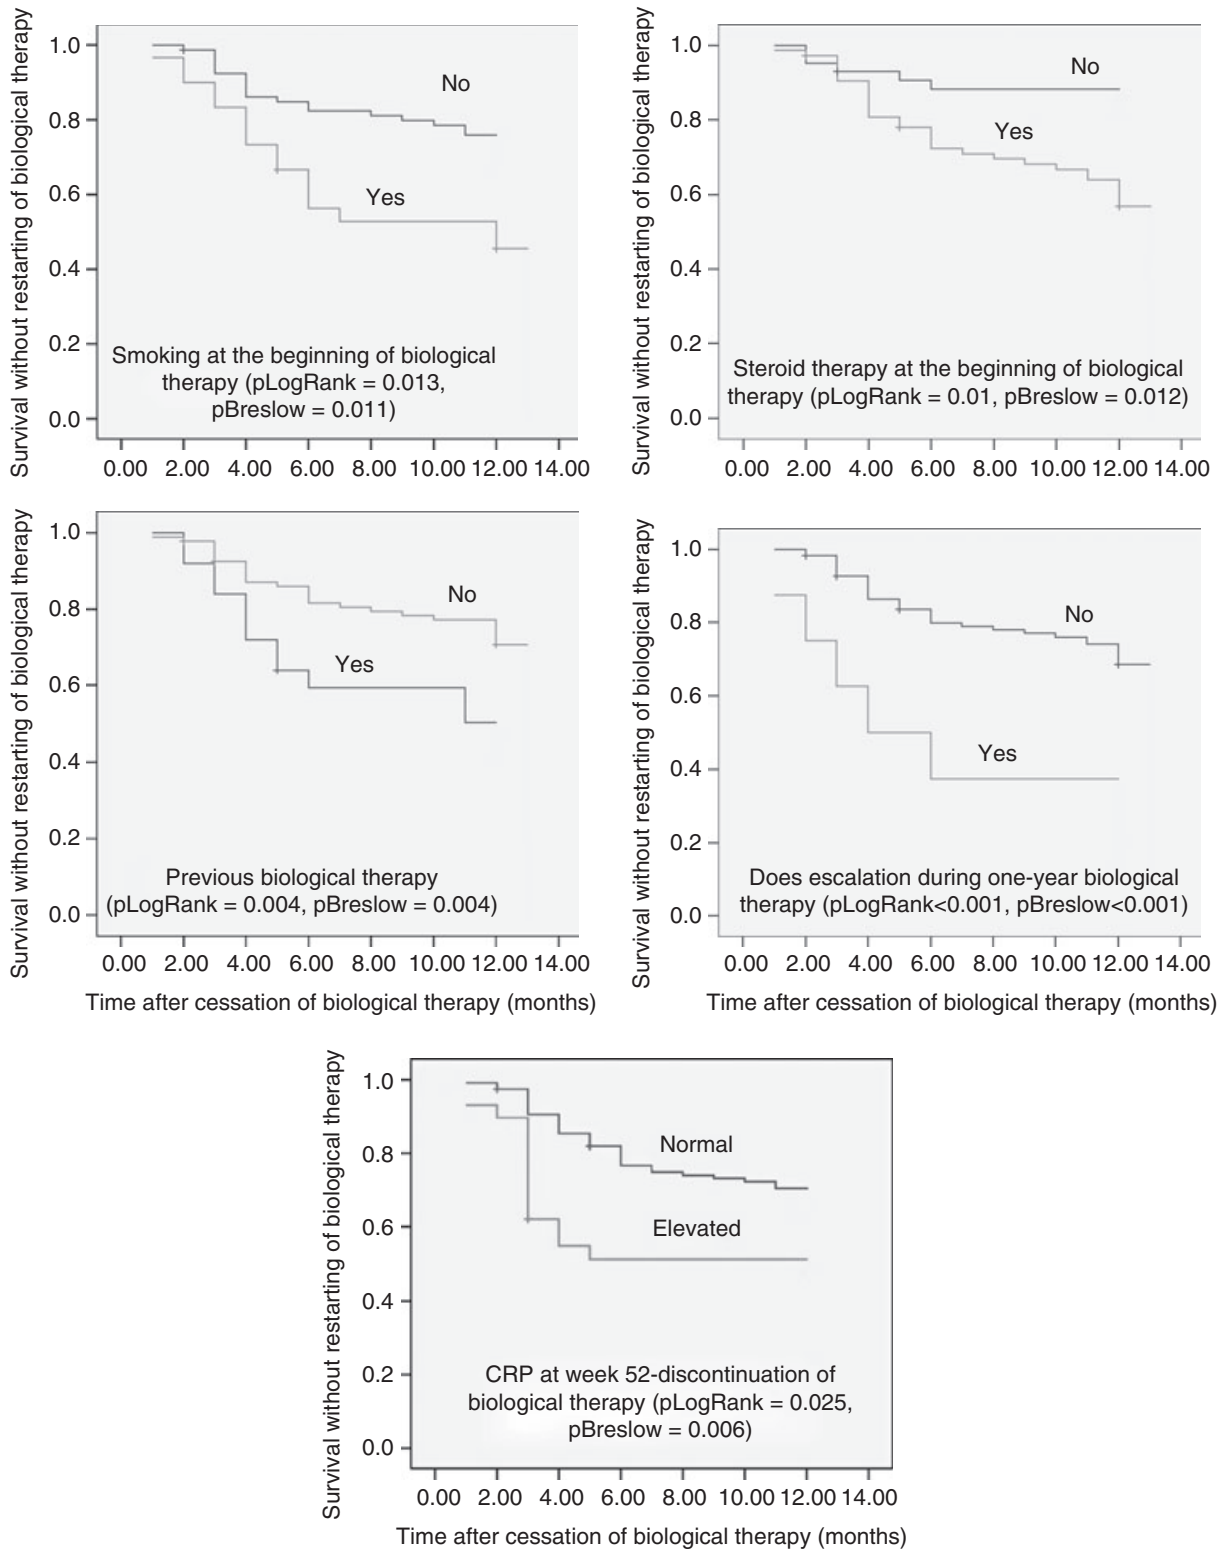 Survival without restarting of biological therapy
1.0
0.8
0.6
0.4
0.2
0.0
No
Yes
Smoking at the beginning of biological
therapy (pLogRank = 0.013,
pBreslow = 0.011)
0.00 2.00 4.00 6.00 8.00 10.00 12.00 14.00
Survival without restarting of biological therapy
1.0
0.8
0.6
0.4
0.2
0.0
No
Yes
Steroid therapy at the beginning of biological
therapy (pLogRank = 0.01, pBreslow = 0.012)
0.00 2.00 4.00 6.00 8.00 10.00 12.00 14.00
Survival without restarting of biological therapy
1.0
0.8
0.6
0.4
0.2
0.0
No
Yes
Previous biological therapy
(pLogRank = 0.004, pBreslow = 0.004)
0.00 2.00 4.00 6.00 8.00 10.00 12.00 14.00
Time after cessation of biological therapy (months)
Survival without restarting of biological therapy
1.0
0.8
0.6
0.4
0.2
0.0
No
Yes
Does escalation during one-year biological
therapy (pLogRank<0.001, pBreslow<0.001)
0.00 2.00 4.00 6.00 8.00 10.00 12.00 14.00
Time after cessation of biological therapy (months)
Survival without restarting of biological therapy
1.0
0.8
0.6
0.4
0.2
0.0
Normal
Elevated
CRP at week 52-discontinuation of
biological therapy (pLogRank = 0.025,
pBreslow = 0.006)
0.00 2.00 4.00 6.00 8.00 10.00 12.00 14.00
Time after cessation of biological therapy (months)